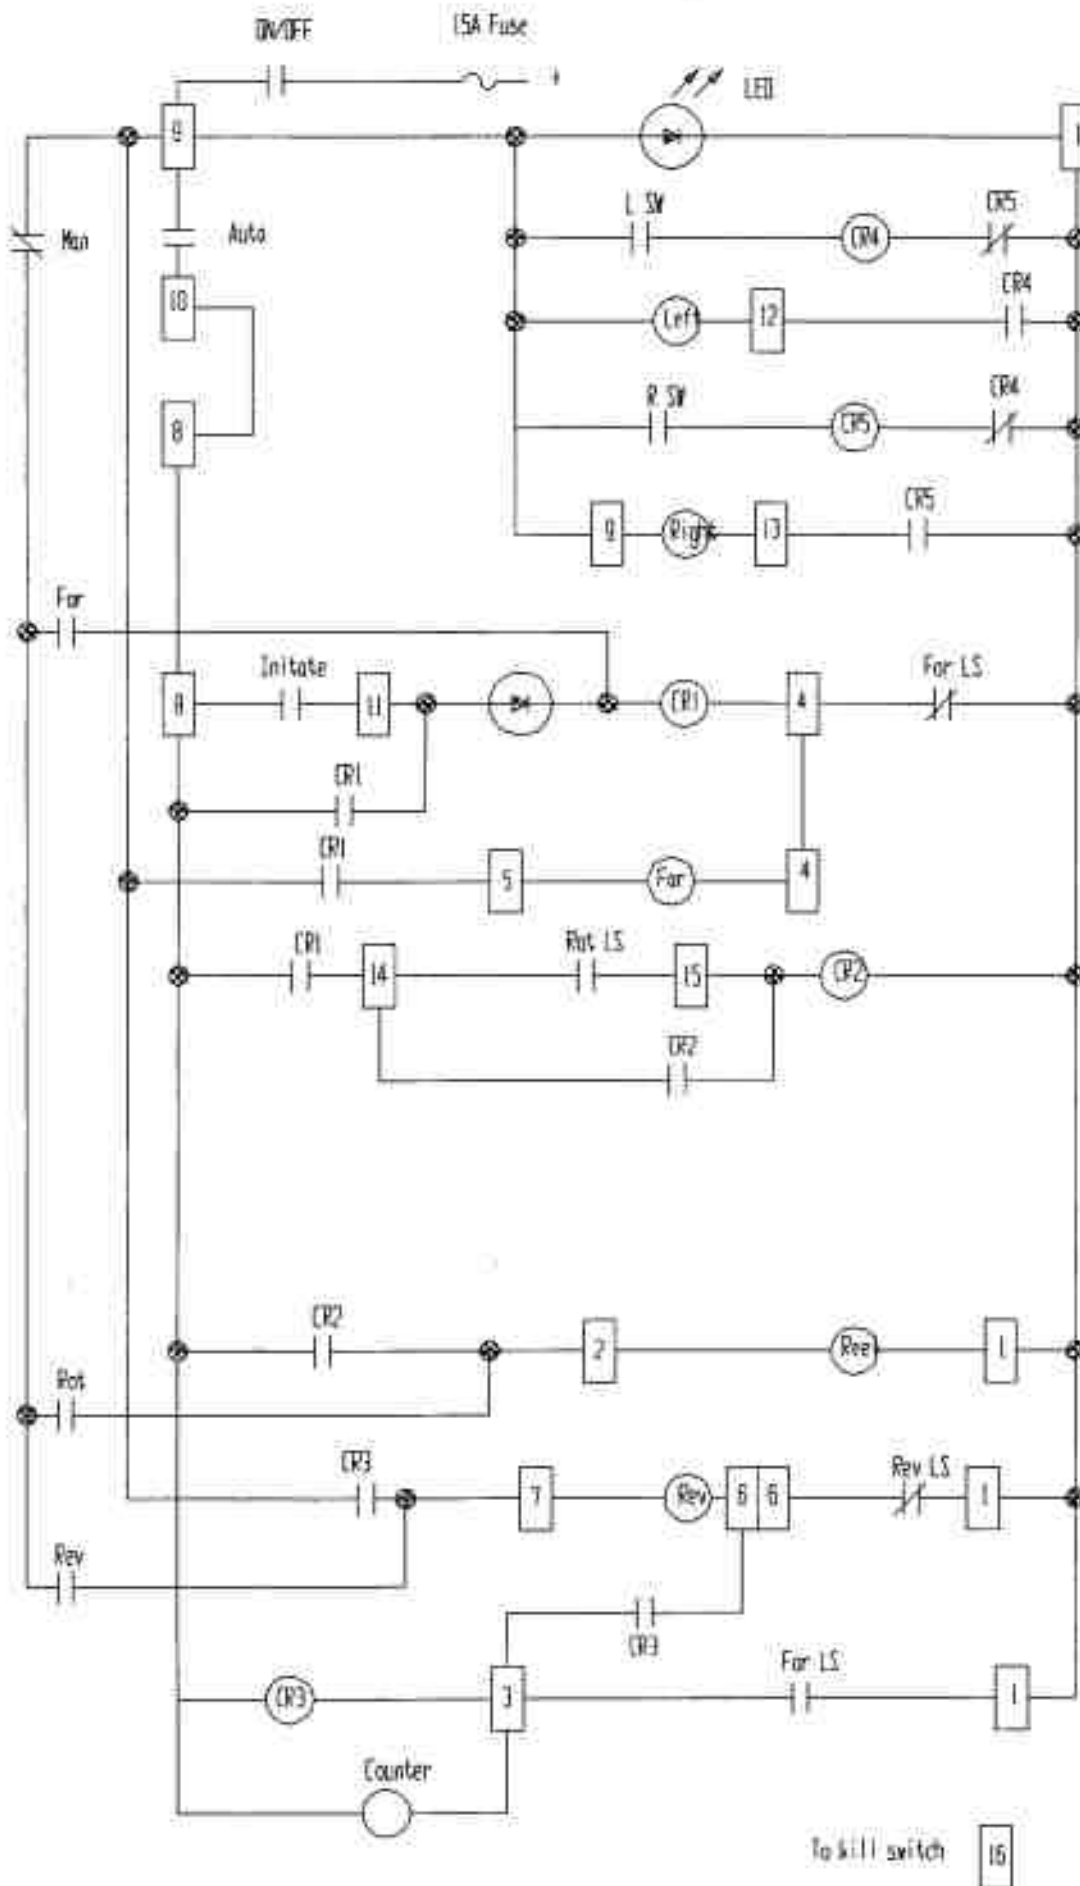 ON/OFF
15A Fuse
+
LED
9
1
L SW
CR4
CR5
Man
Auto
10
Left
12
CR4
8
R SW
CR5
CR4
9
Right
13
CR5
For
8
Initate
11
CR1
4
For LS
CR1
CR1
5
For
4
CR1
14
Rot LS
15
CR2
CR2
CR2
2
Ree
1
Rot
CR3
7
Rev
6
6
Rev LS
1
Rev
CR3
For LS
CR3
3
1
Counter
To kill switch
16